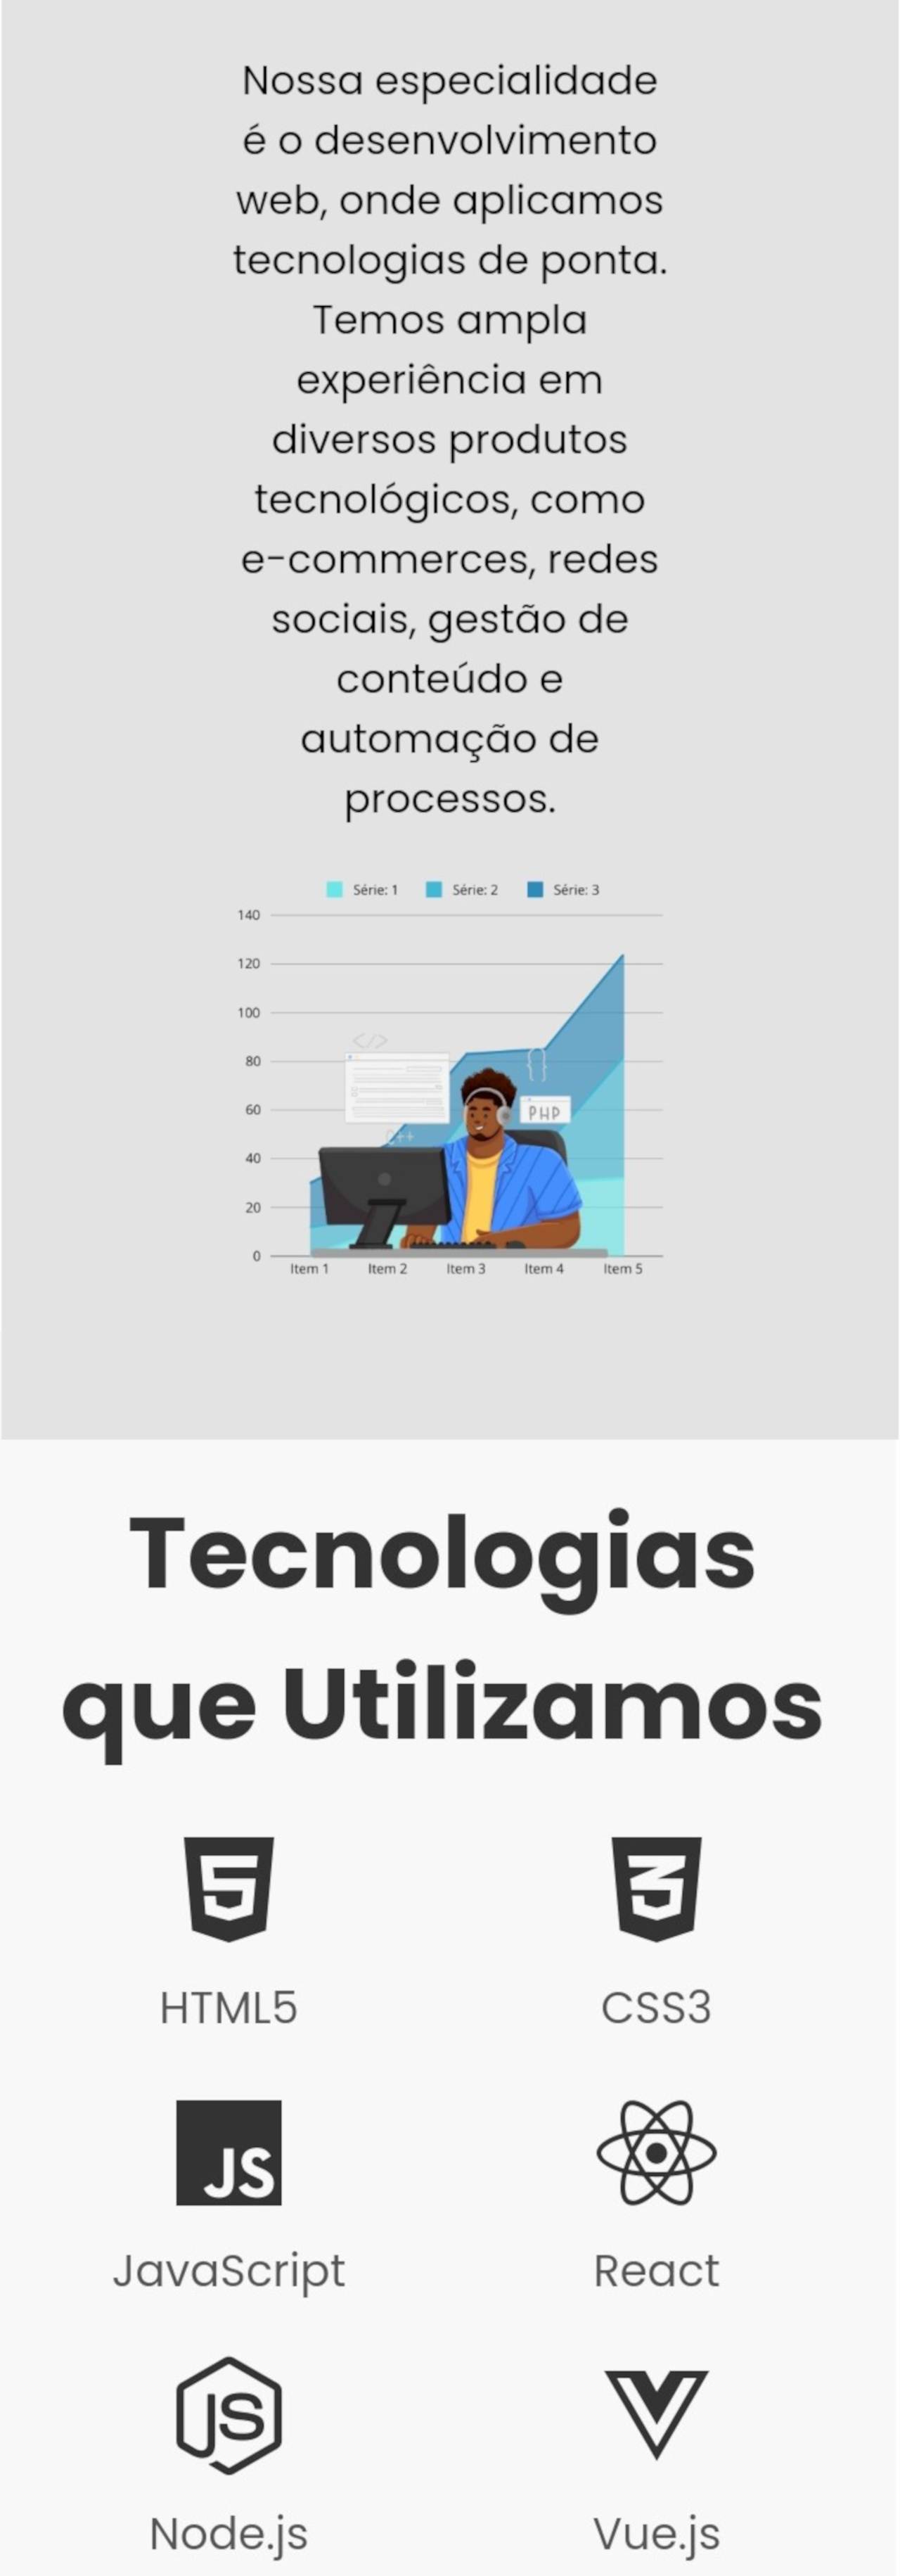 Nossa especialidade
é o desenvolvimento
web, onde aplicamos
tecnologias de ponta.
Temos ampla
experiência em
diversos produtos
tecnológicos, como
e-commerces, redes
sociais, gestão de
conteúdo e
automação de
processos.
Série: 1 Série: 2 Série: 3
140
120
100
80
60
40
20
0
</>
{}
PHP
C++
Item 1 Item 2 Item 3 Item 4 Item 5
Tecnologias
que Utilizamos
5 3
HTML5 CSS3
JS
JavaScript React
JS
Node.js Vue.js